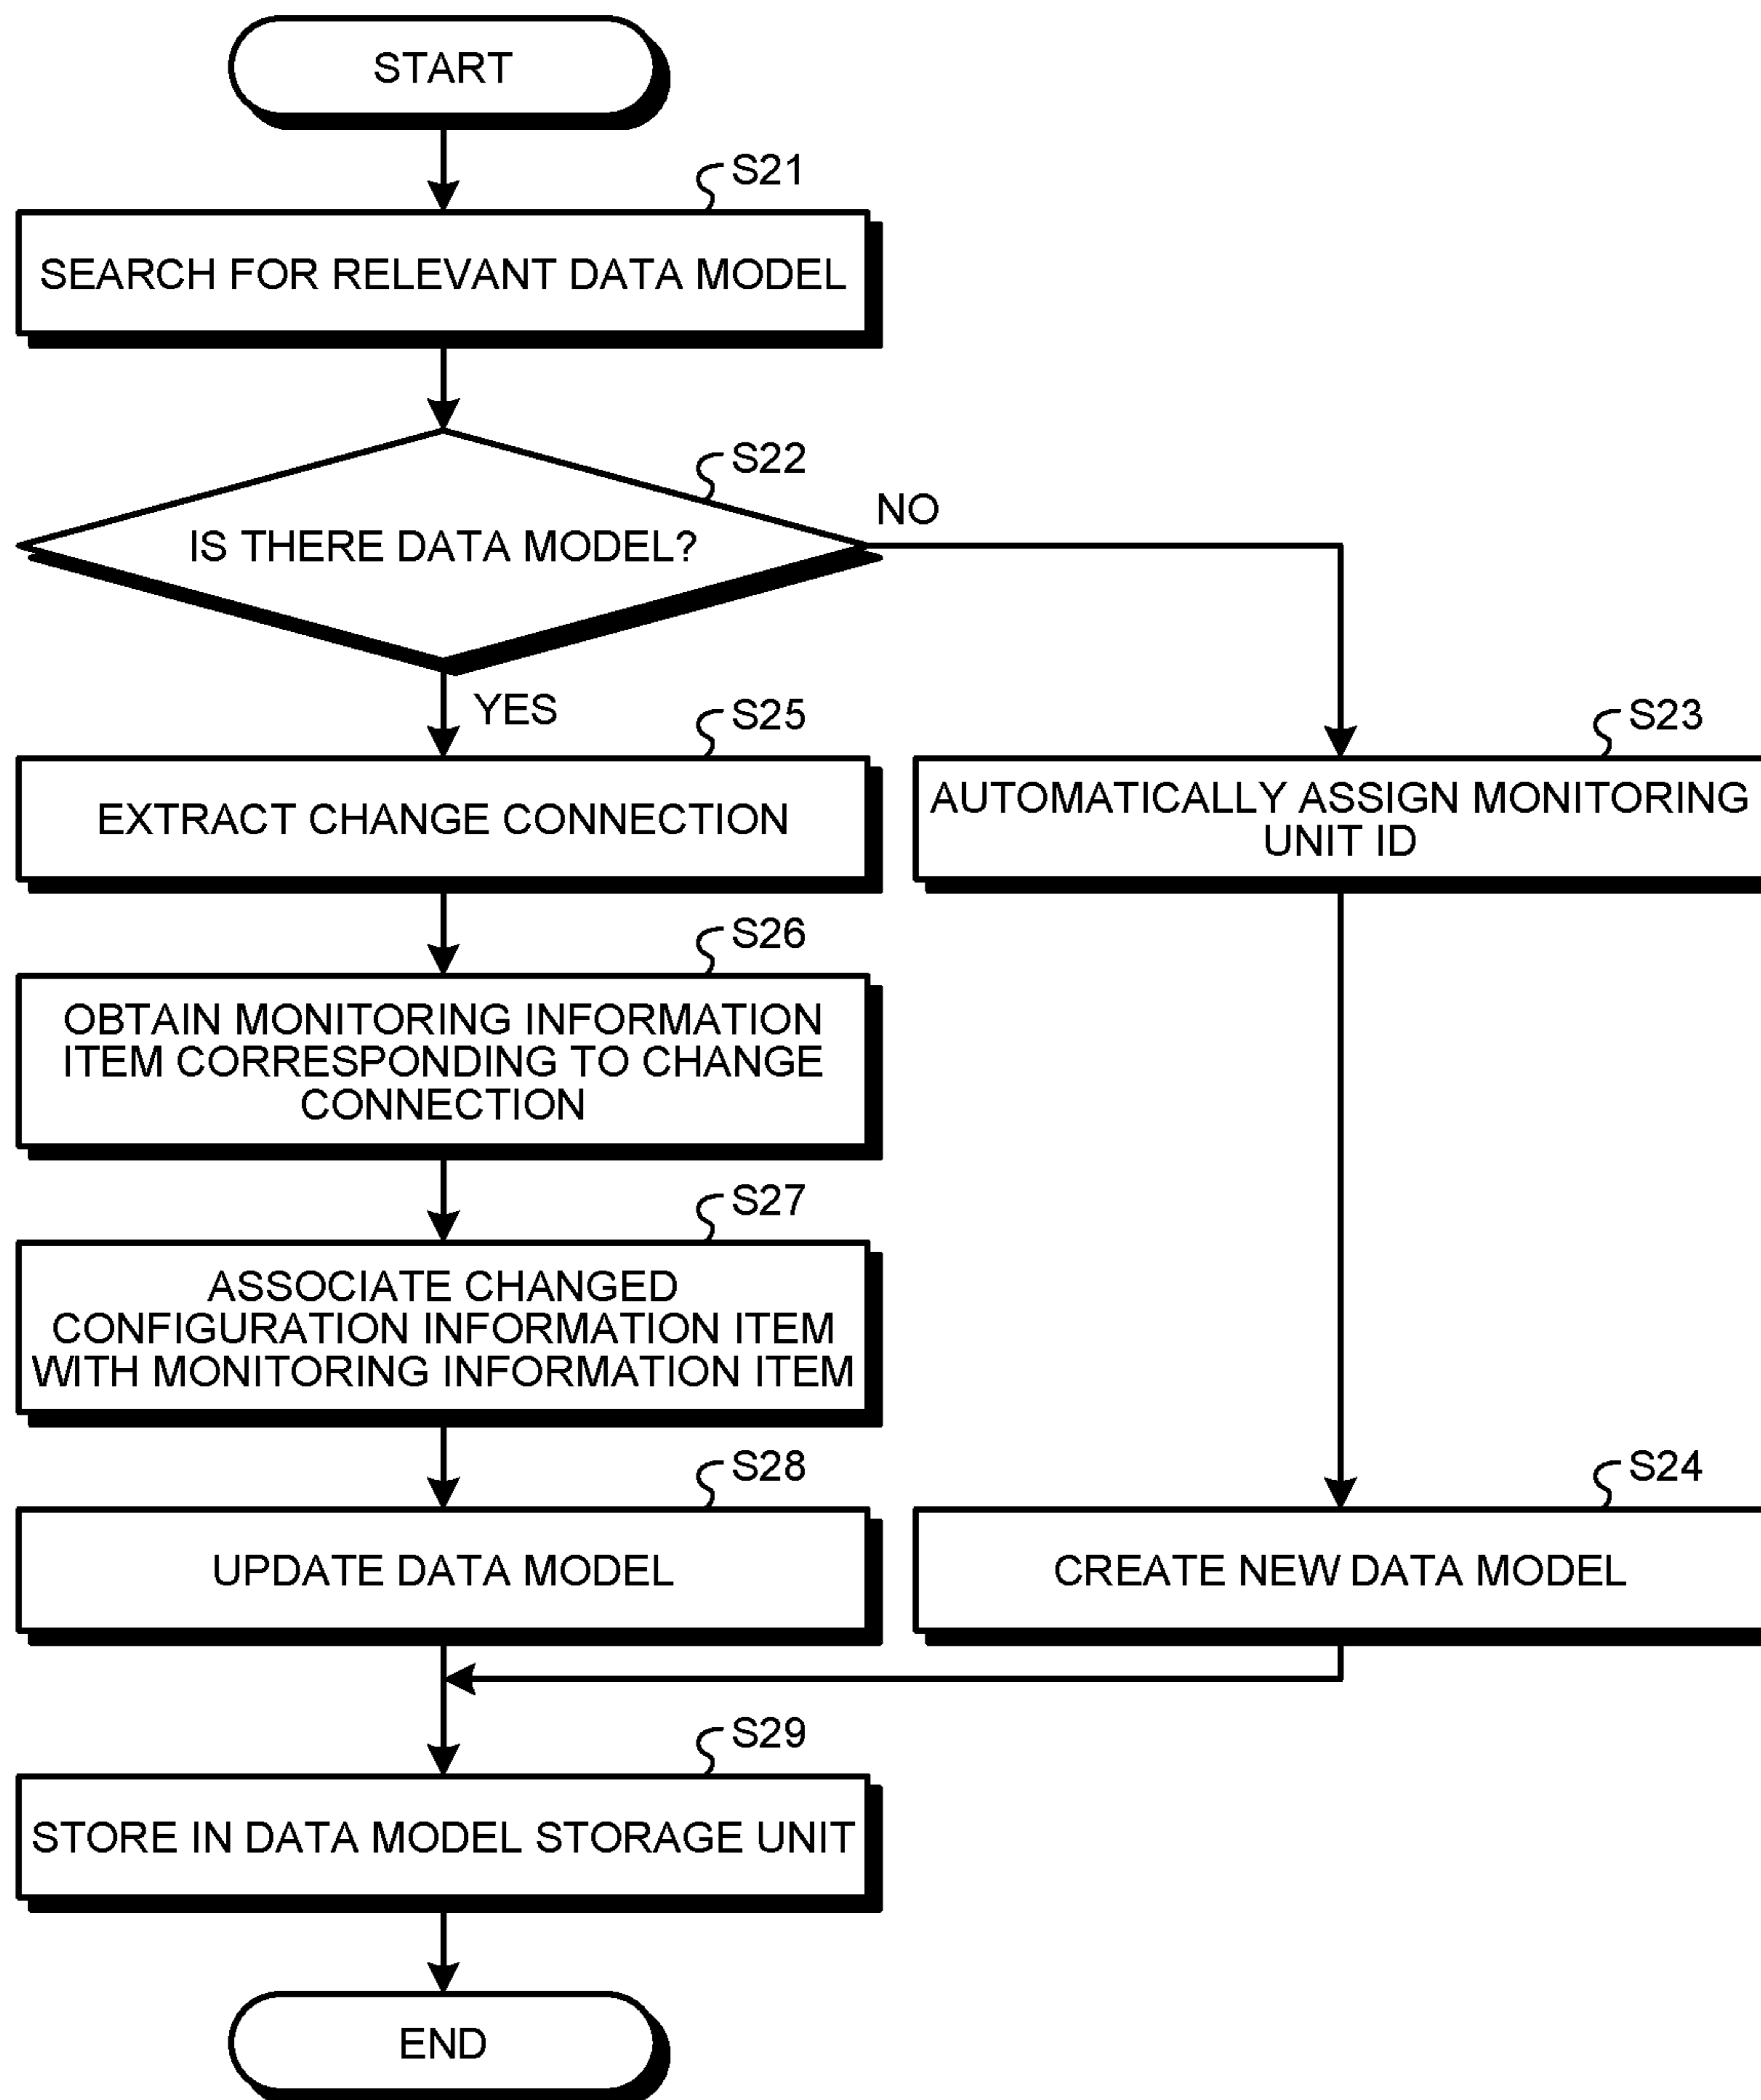 START
S21
SEARCH FOR RELEVANT DATA MODEL
S22
IS THERE DATA MODEL?
NO
YES
S25
EXTRACT CHANGE CONNECTION
S23
AUTOMATICALLY ASSIGN MONITORING
UNIT ID
S26
OBTAIN MONITORING INFORMATION
ITEM CORRESPONDING TO CHANGE
CONNECTION
S27
ASSOCIATE CHANGED
CONFIGURATION INFORMATION ITEM
WITH MONITORING INFORMATION ITEM
S28
UPDATE DATA MODEL
S24
CREATE NEW DATA MODEL
S29
STORE IN DATA MODEL STORAGE UNIT
END